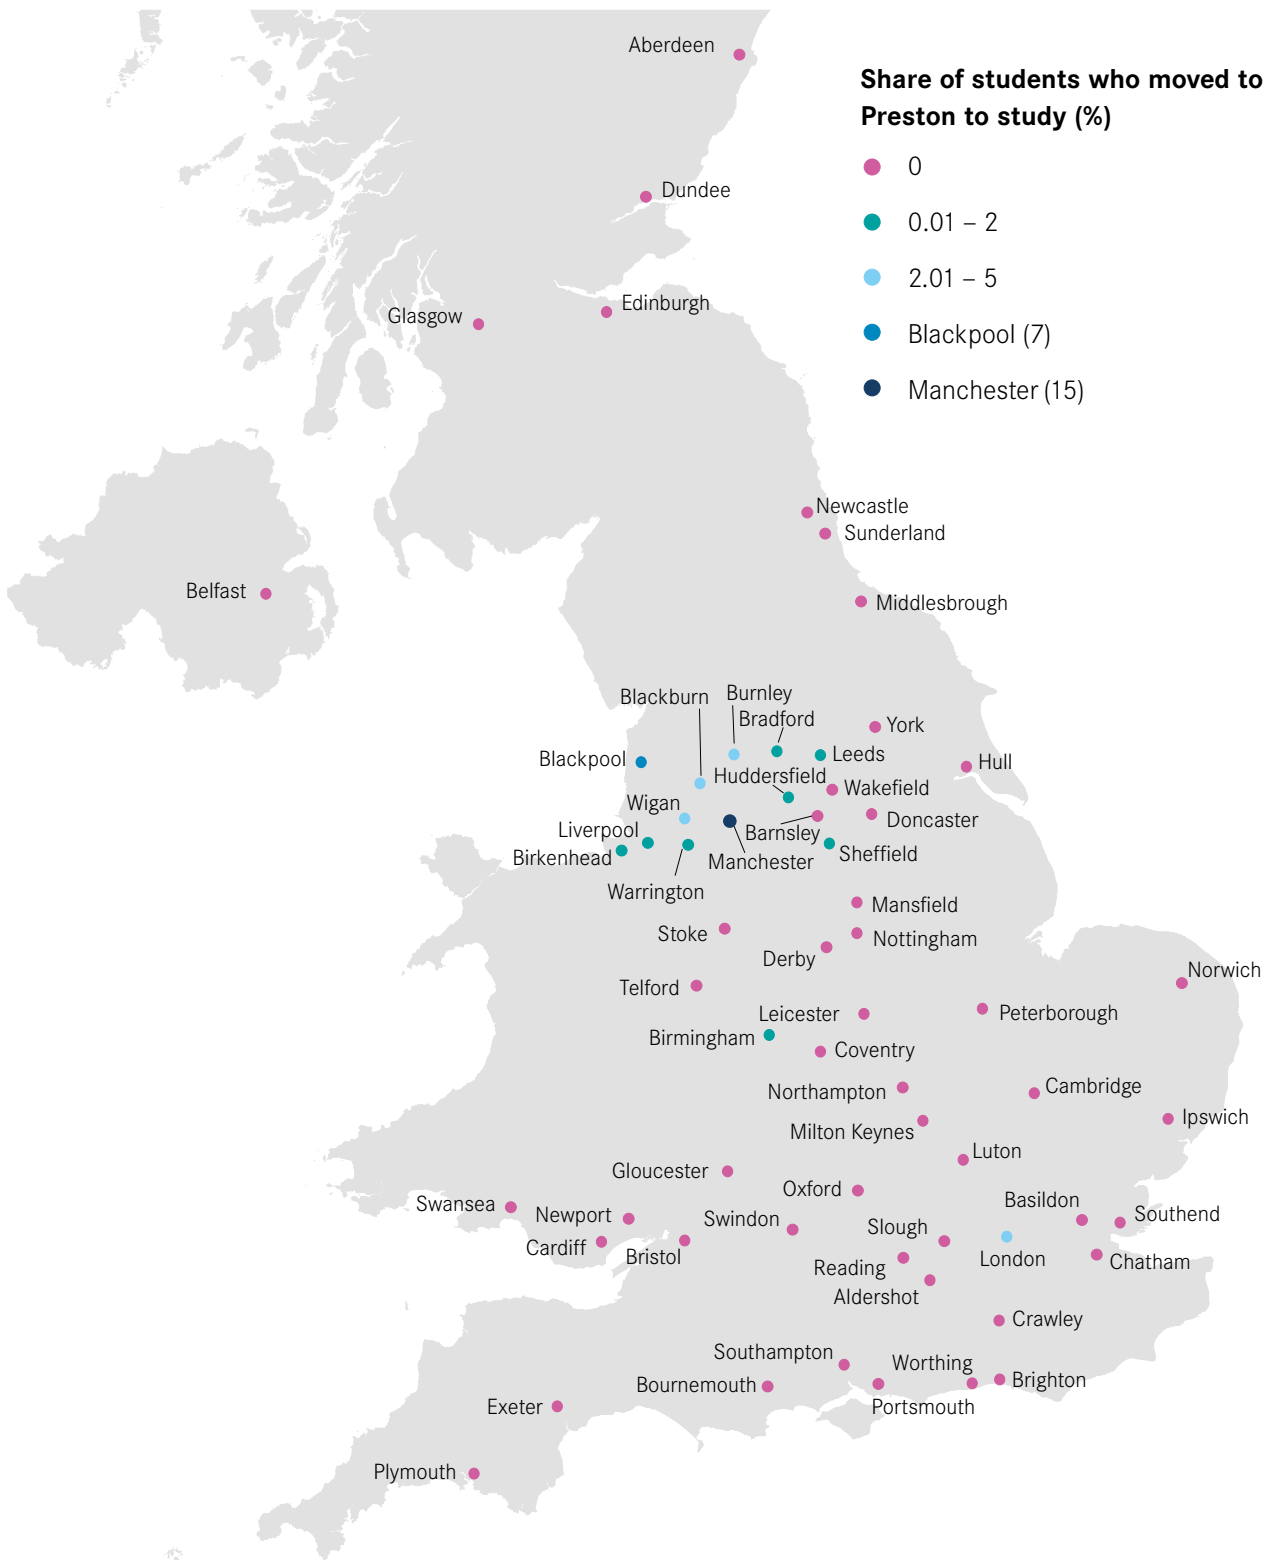 Aberdeen
Share of students who moved to
Preston to study (%)
0
0.01 – 2
2.01 – 5
Blackpool (7)
Manchester (15)
Dundee
Edinburgh
Glasgow
Newcastle
Sunderland
Belfast
Middlesbrough
Blackburn
Burnley
Bradford
York
Blackpool
Leeds
Hull
Huddersfield
Wakefield
Wigan
Doncaster
Liverpool
Barnsley
Birkenhead
Manchester
Sheffield
Warrington
Mansfield
Stoke
Nottingham
Derby
Norwich
Telford
Leicester
Peterborough
Birmingham
Coventry
Northampton
Cambridge
Ipswich
Milton Keynes
Luton
Gloucester
Oxford
Swansea
Newport
Swindon
Basildon
Southend
Slough
Cardiff
Bristol
London
Chatham
Reading
Aldershot
Crawley
Southampton
Worthing
Brighton
Bournemouth
Portsmouth
Exeter
Plymouth